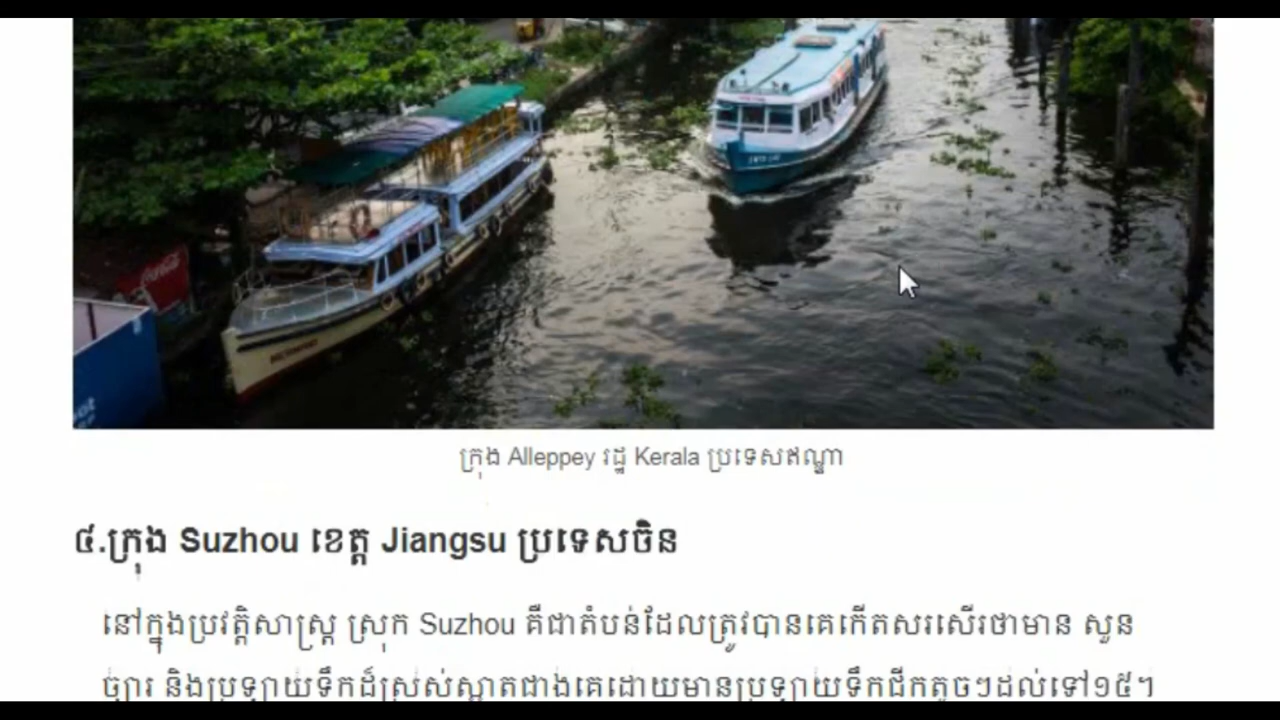 Coca-Cola
ក្រុង Alleppey រដ្ឋ Kerala ប្រទេសឥណ្ឌា
៤.ក្រុង Suzhou ខេត្ត Jiangsu ប្រទេសចិន
នៅក្នុងប្រវត្តិសាស្ត្រ ស្រុក Suzhou គឺជាតំបន់ដែលត្រូវបានគេកើតសរសើរថាមាន សួន
ច្បារ និងប្រឡាយទឹកដ៏ស្រស់ស្អាតជាងគេដោយមានប្រឡាយទឹកជីកតូចៗដល់ទៅ១៥។